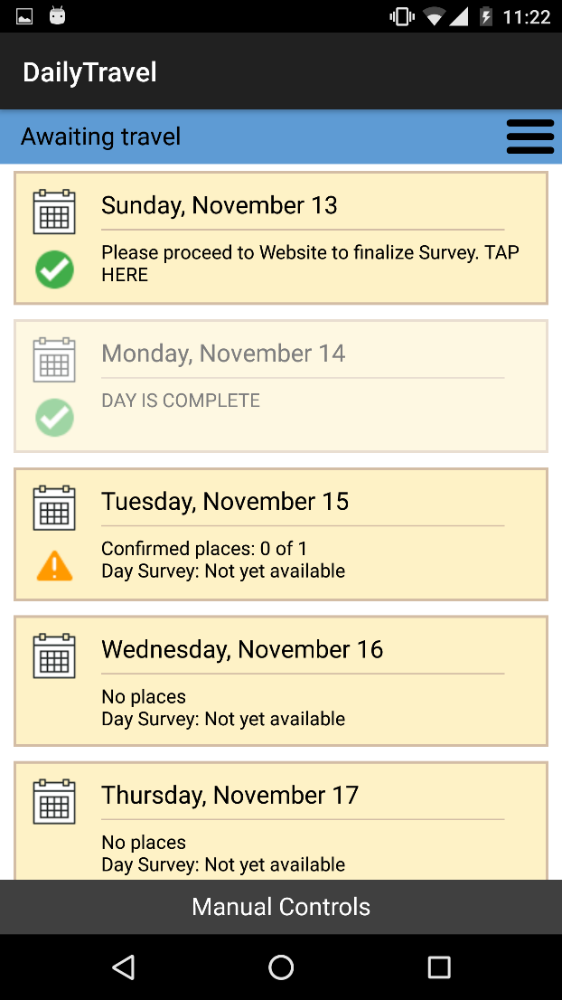 11:22
DailyTravel
Awaiting travel
Sunday, November 13
Please proceed to Website to finalize Survey. TAP
HERE
Monday, November 14
DAY IS COMPLETE
Tuesday, November 15
Confirmed places: 0 of 1
Day Survey: Not yet available
Wednesday, November 16
No places
Day Survey: Not yet available
Thursday, November 17
No places
Day Survey: Not yet available
Manual Controls